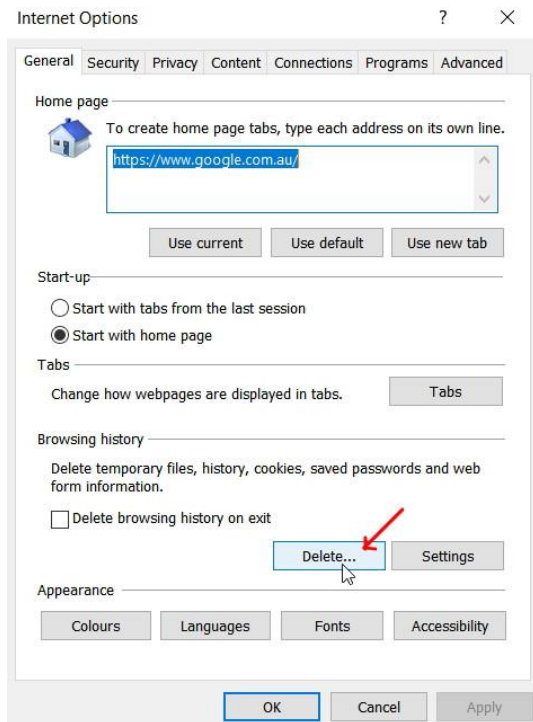 Internet Options ?
General Security Privacy Content Connections Programs Advanced
Home page
To create home page tabs, type each address on its own line.
https://www.google.com.au/
Use current Use default Use new tab
Start-up
Start with tabs from the last session
Start with home page
Tabs
Change how webpages are displayed in tabs. Tabs
Browsing history
Delete temporary files, history, cookies, saved passwords and web
form information.
Delete browsing history on exit
Delete... Settings
Appearance
Colours Languages Fonts Accessibility
OK Cancel Apply